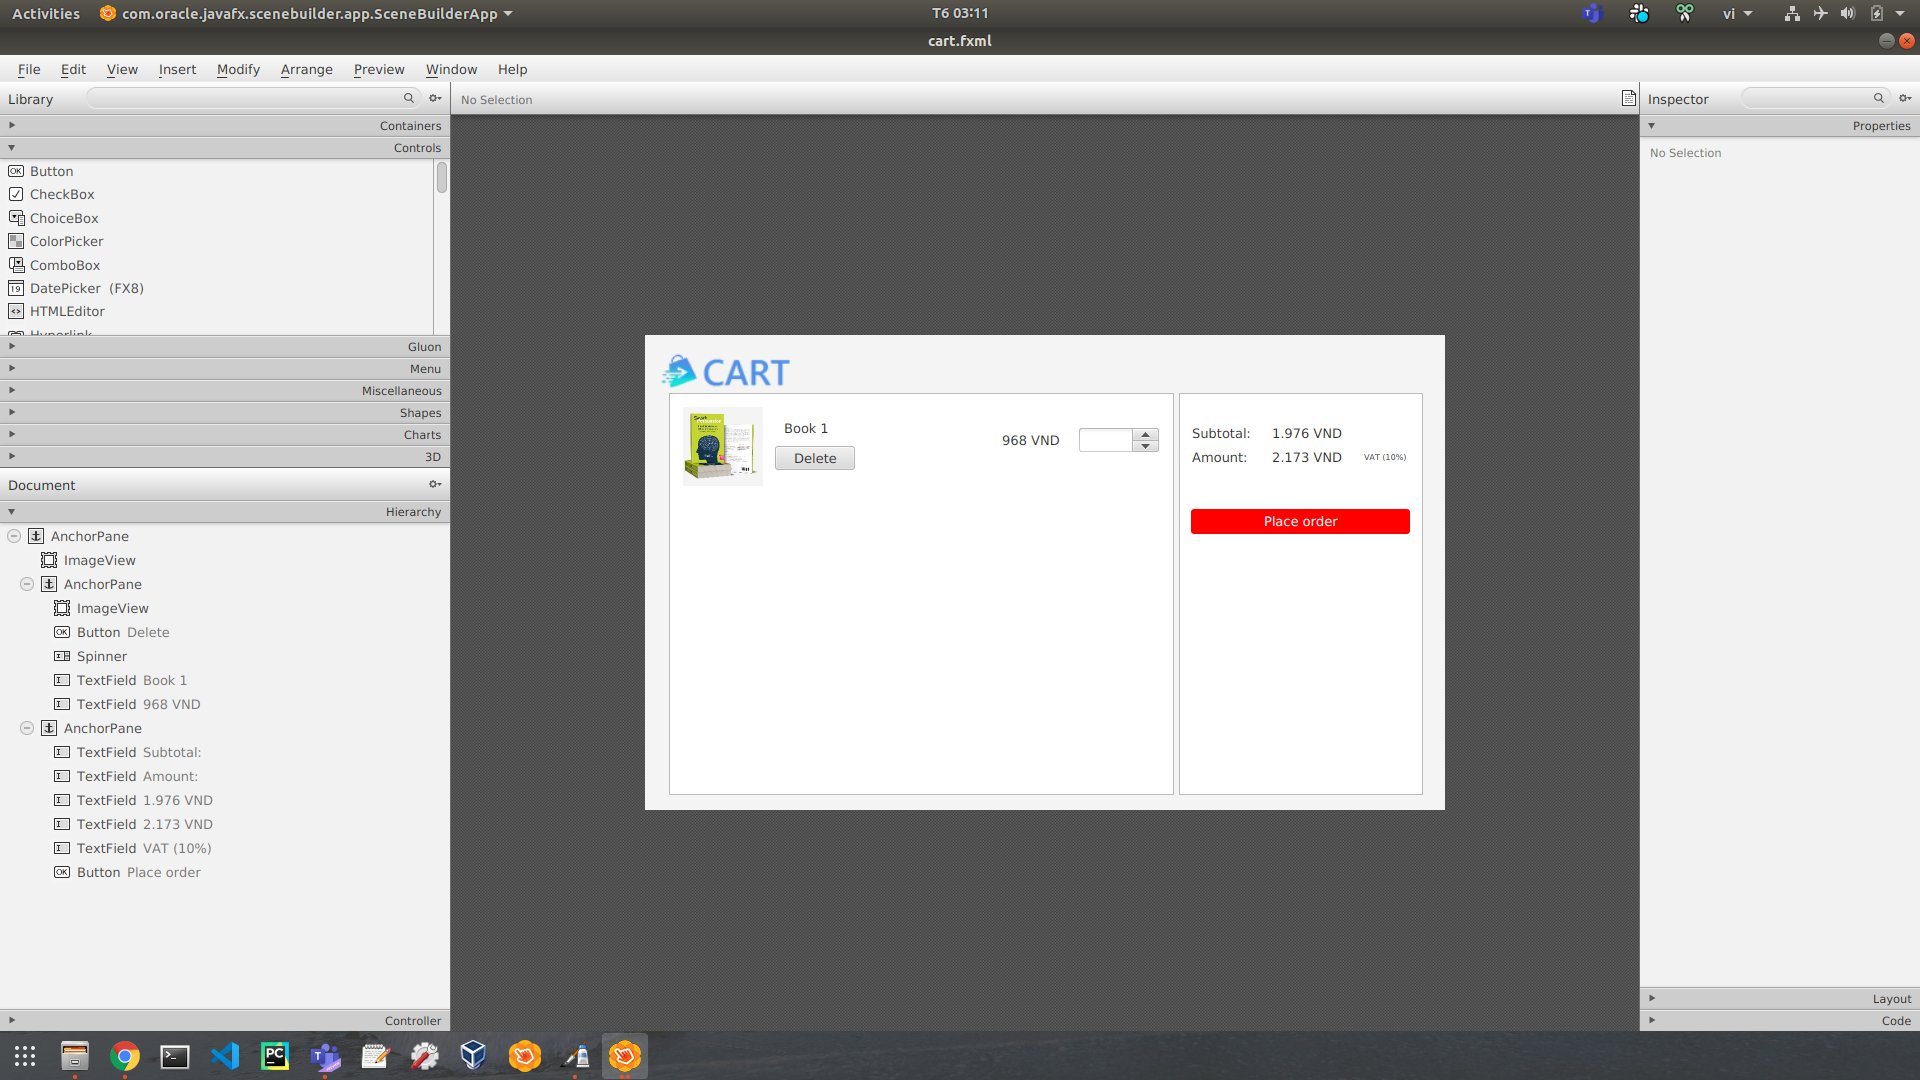 Activities com.oracle.javafx.scenebuilder.app.SceneBuilderApp T6 03:11 vi
cart.fxml
File Edit View Insert Modify Arrange Preview Window Help
Library
No Selection
Inspector
Containers
Controls
Button
CheckBox
ChoiceBox
ColorPicker
ComboBox
DatePicker (FX8)
HTMLEditor
Hyperlink
Gluon
Menu
Miscellaneous
Shapes
Charts
3D
Document
Hierarchy
AnchorPane
ImageView
AnchorPane
ImageView
Button Delete
Spinner
TextField Book 1
TextField 968 VND
AnchorPane
TextField Subtotal:
TextField Amount:
TextField 1.976 VND
TextField 2.173 VND
TextField VAT (10%)
Button Place order
Controller
CART
Book 1
Delete
968 VND
Subtotal: 1.976 VND
Amount: 2.173 VND VAT (10%)
Place order
Properties
No Selection
Layout
Code